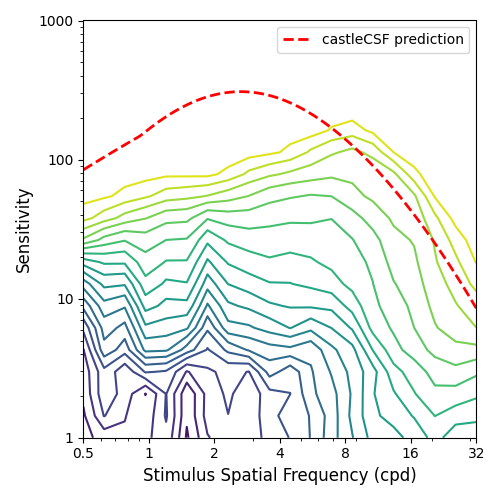 castleCSF prediction
1000
100
10
1
Sensitivity
0.5 1 2 4 8 16 32
Stimulus Spatial Frequency (cpd)